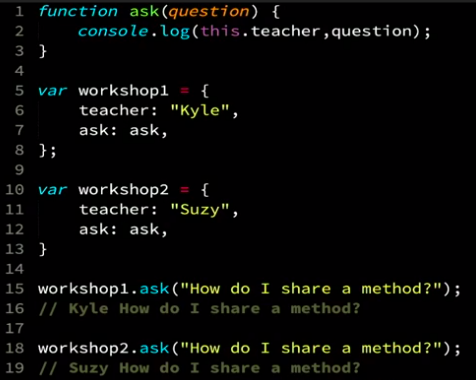 1 function ask(question) {
2     console.log(this.teacher,question);
3 }
4
5 var workshop1 = {
6     teacher: "Kyle",
7     ask: ask,
8 };
9
10 var workshop2 = {
11     teacher: "Suzy",
12     ask: ask,
13 }
14
15 workshop1.ask("How do I share a method?");
16 // Kyle How do I share a method?
17
18 workshop2.ask("How do I share a method?");
19 // Suzy How do I share a method?